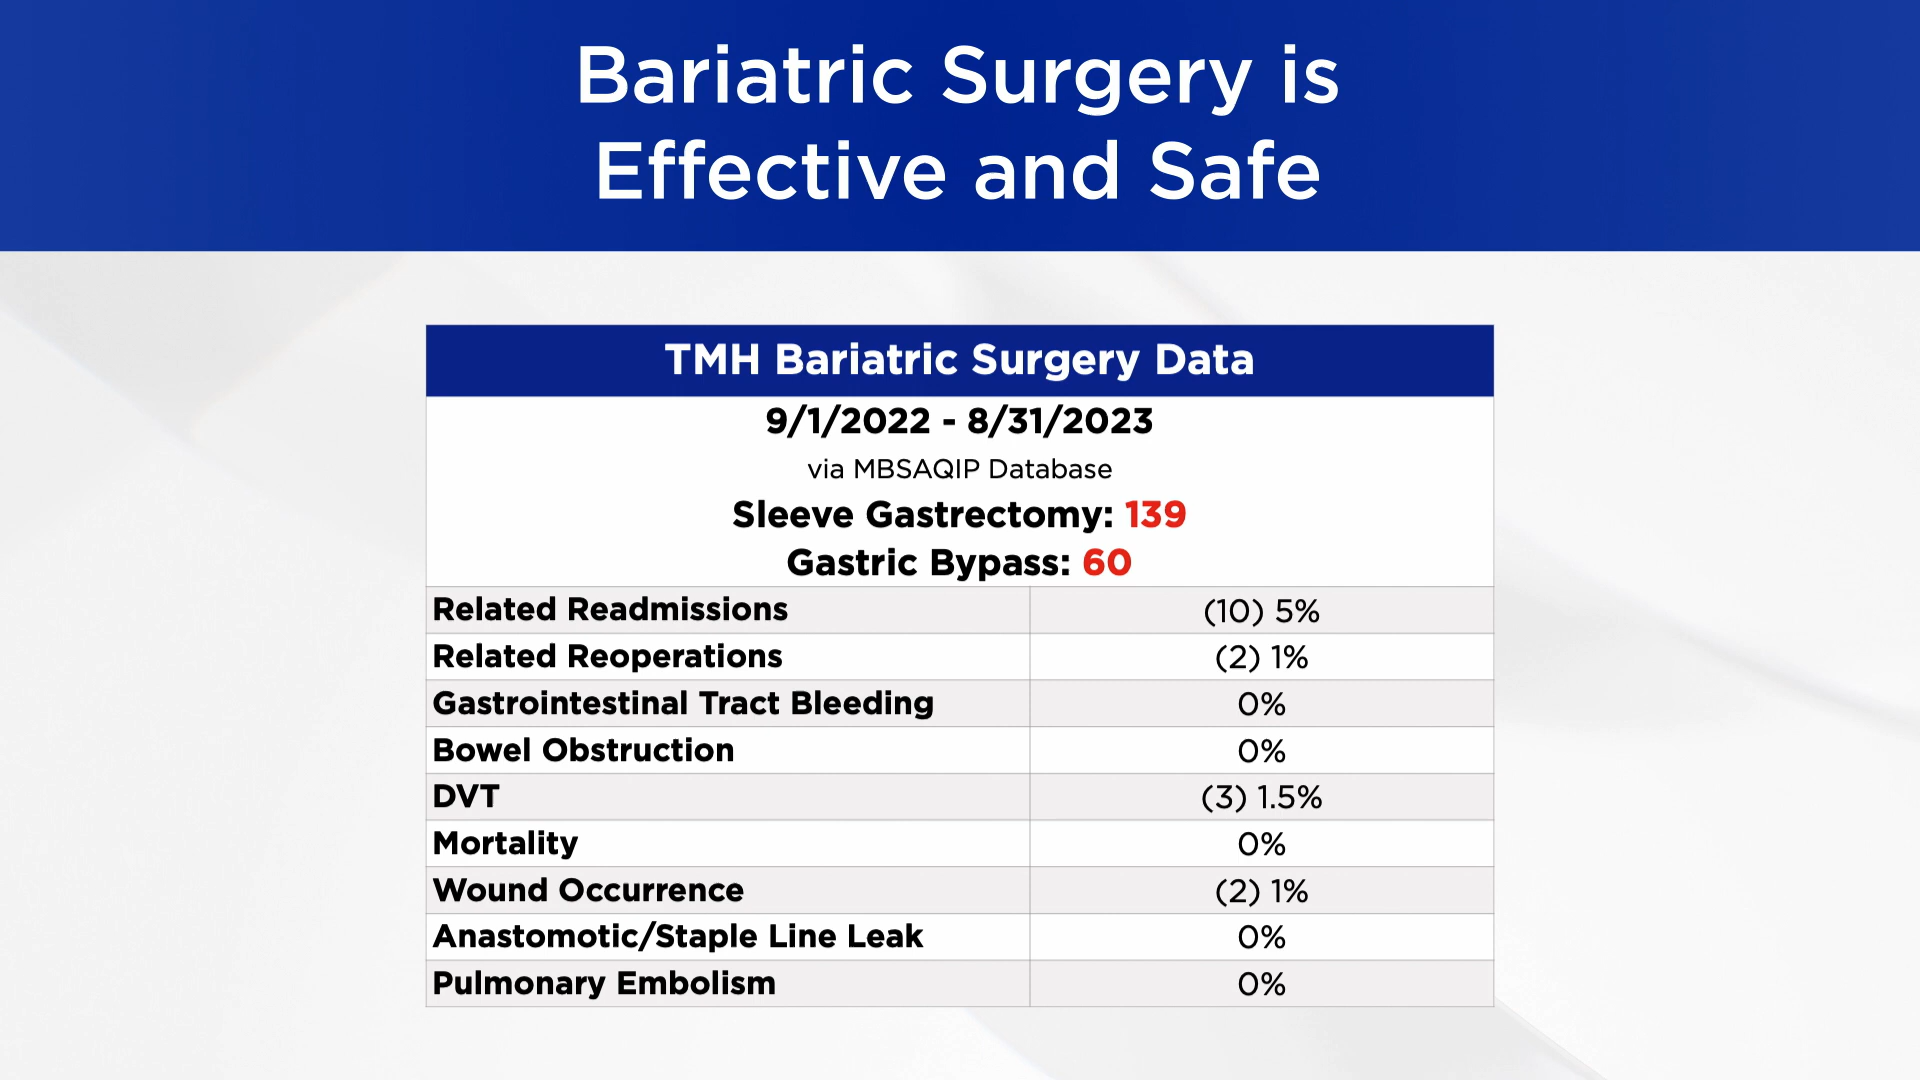 Bariatric Surgery is
Effective and Safe
TMH Bariatric Surgery Data
9/1/2022 - 8/31/2023
via MBSAQIP Database
Sleeve Gastrectomy: 139
Gastric Bypass: 60
Related Readmissions (10) 5%
Related Reoperations (2) 1%
Gastrointestinal Tract Bleeding 0%
Bowel Obstruction 0%
DVT (3) 1.5%
Mortality 0%
Wound Occurrence (2) 1%
Anastomotic/Staple Line Leak 0%
Pulmonary Embolism 0%